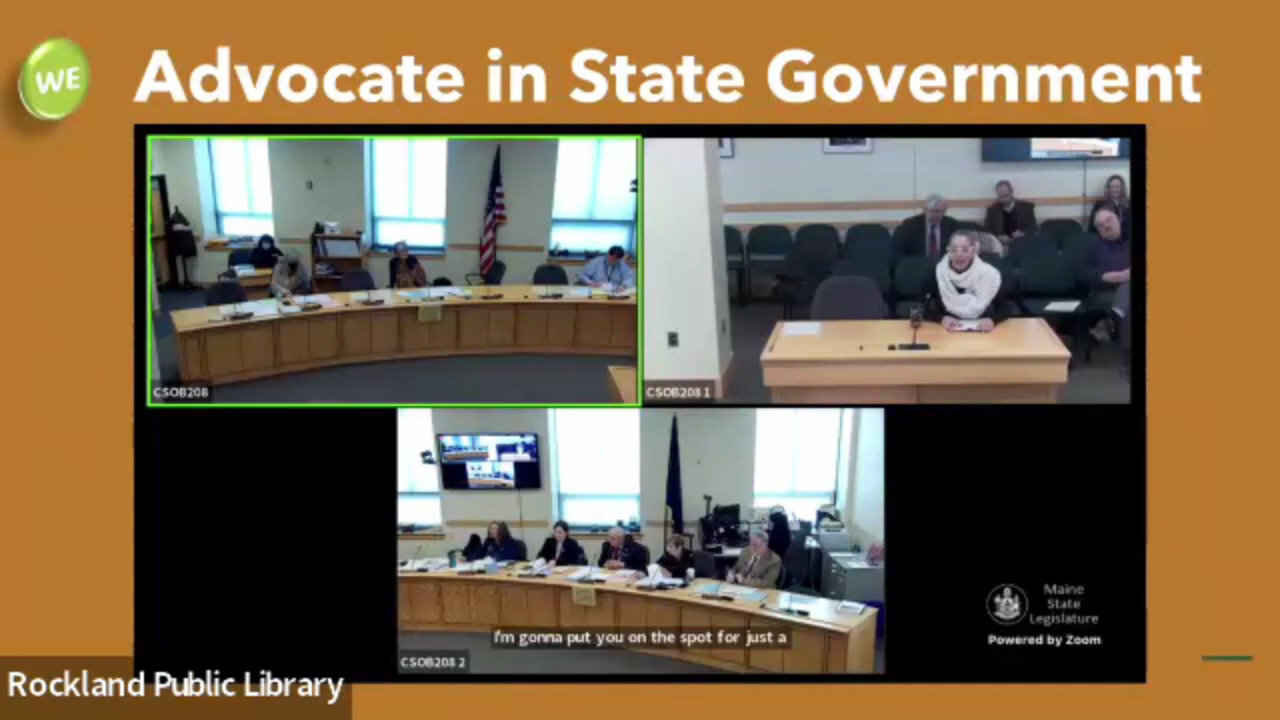 WE
Advocate in State Government
CSOB208
CSOB208 1
I'm gonna put you on the spot for just a
CSOB208 2
Maine
State
Legislature
Powered by Zoom
Rockland Public Library